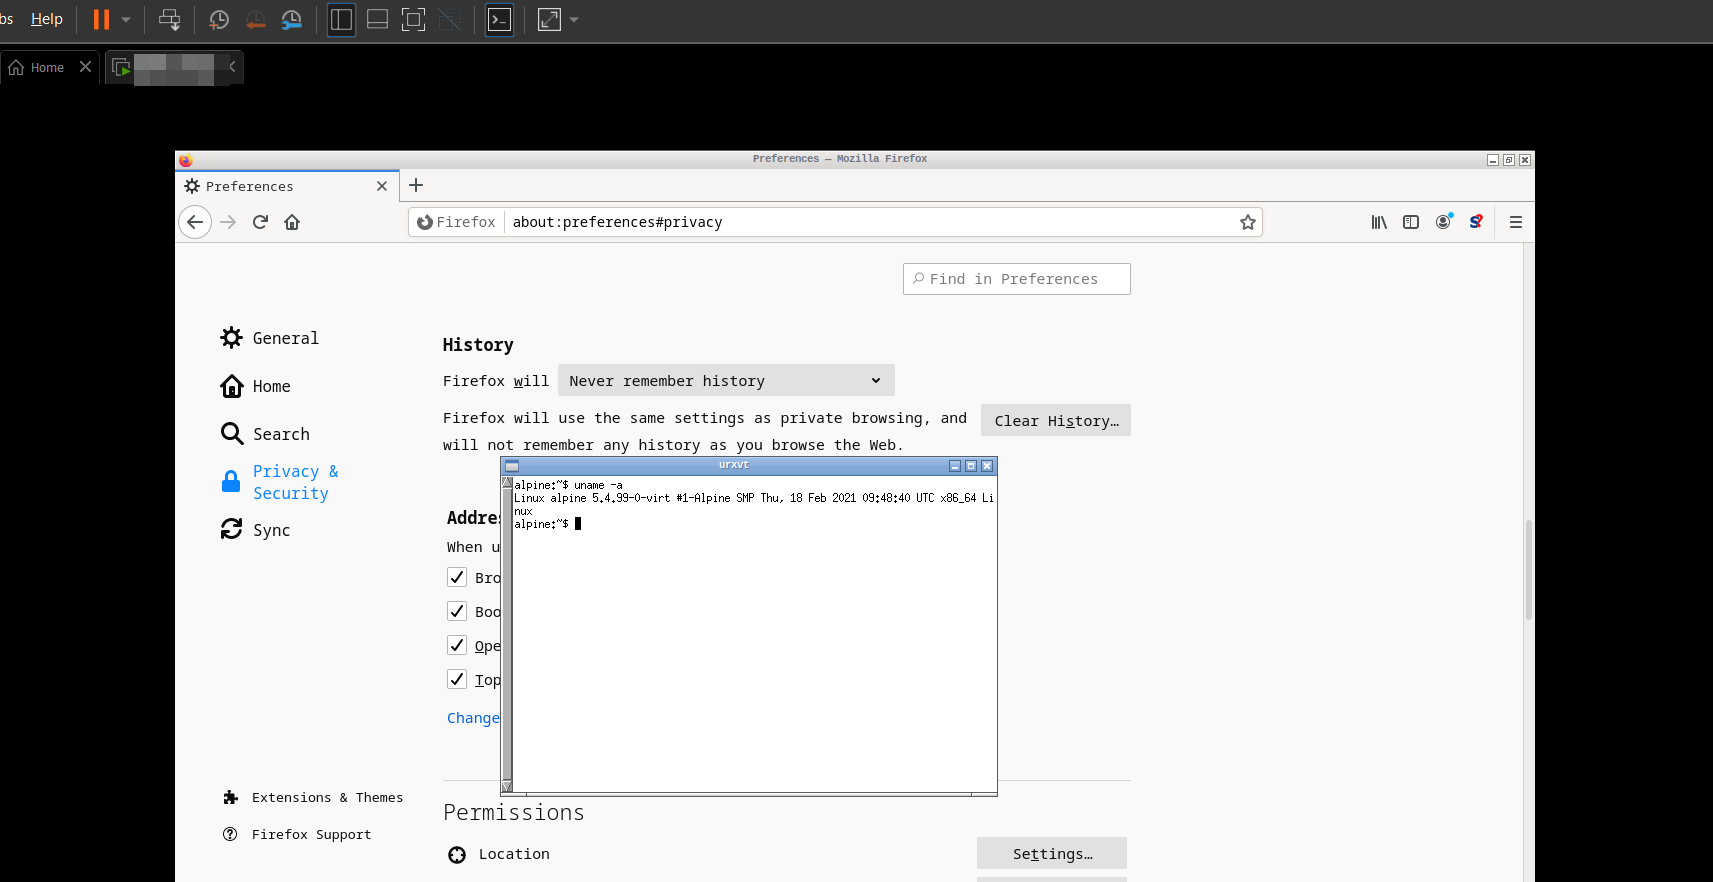 bs Help
Home
Preferences — Mozilla Firefox
Preferences
Firefox about:preferences#privacy
Find in Preferences
General
Home
Search
Privacy &
Security
Sync
Extensions & Themes
Firefox Support
History
Firefox will Never remember history
Firefox will use the same settings as private browsing, and
will not remember any history as you browse the Web.
Clear History…
urxvt
alpine:~$ uname -a
Linux alpine 5.4.99-0-virt #1-Alpine SMP Thu, 18 Feb 2021 09:48:40 UTC x86_64 Li
nux
alpine:~$
Addre
When u
Bro
Boo
Ope
Top
Change
Permissions
Location Settings…